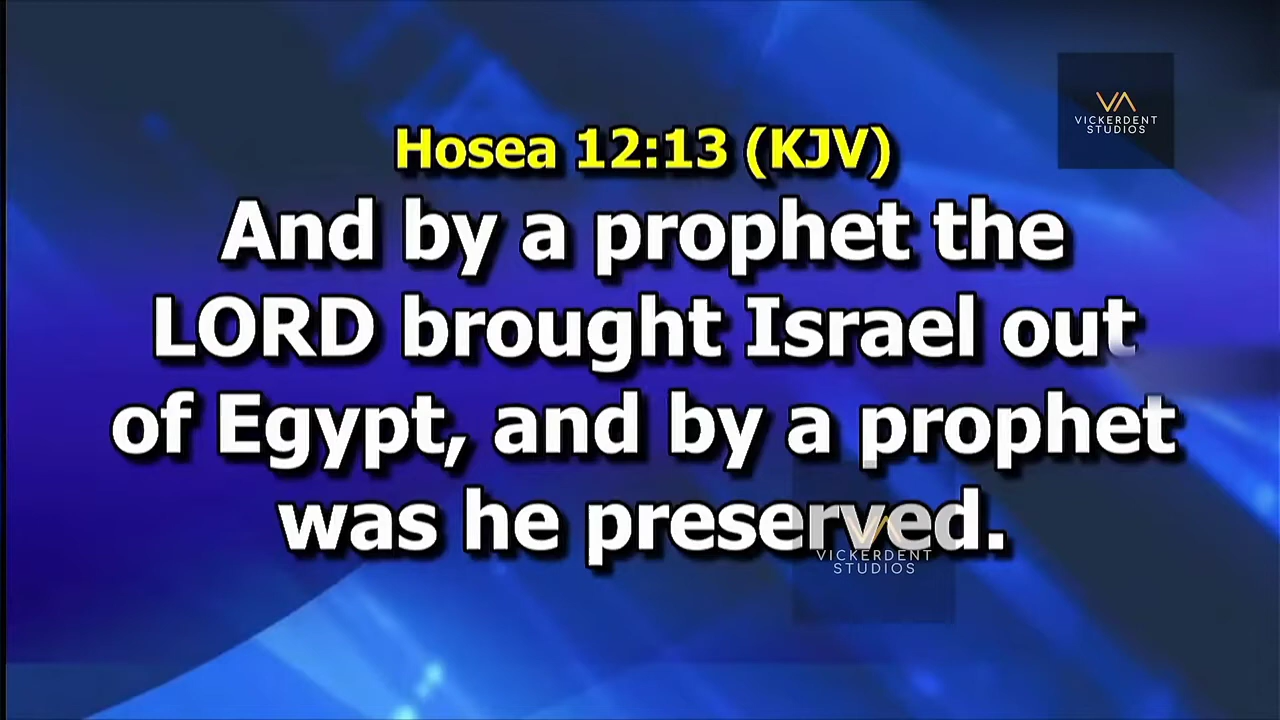 VICKERDENT
STUDIOS
Hosea 12:13 (KJV)
And by a prophet the
LORD brought Israel out
of Egypt, and by a prophet
was he preserved.
VICKERDENT
STUDIOS